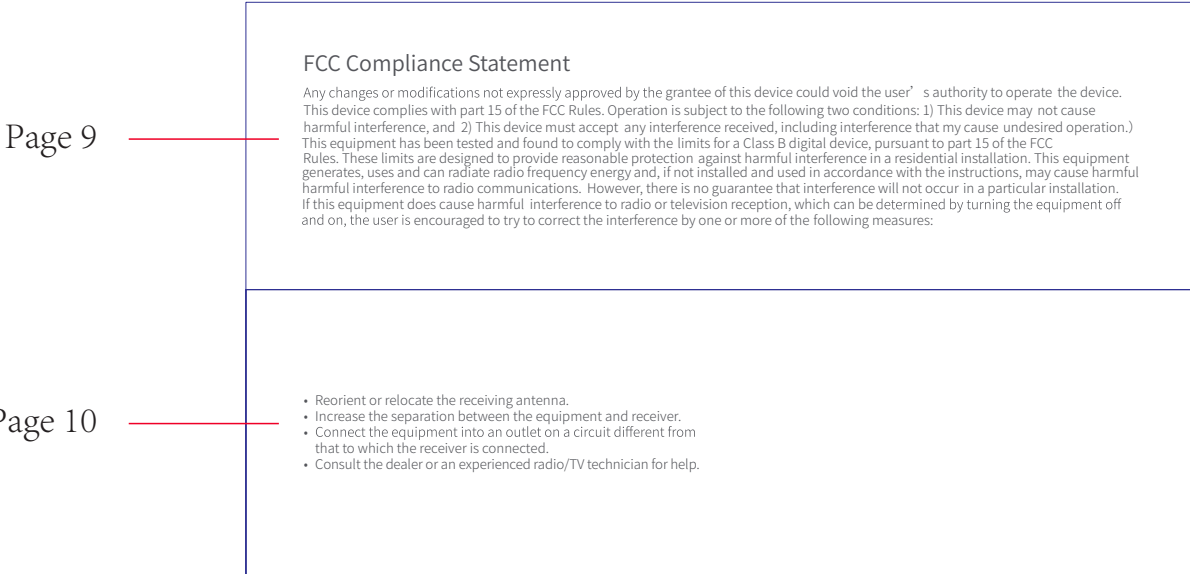 FCC Compliance Statement
Any changes or modifications not expressly approved by the grantee of this device could void the user’ s authority to operate the device.
This device complies with part 15 of the FCC Rules. Operation is subject to the following two conditions: 1) This device may not cause
harmful interference, and 2) This device must accept any interference received, including interference that my cause undesired operation.)
Page 9
This equipment has been tested and found to comply with the limits for a Class B digital device, pursuant to part 15 of the FCC
Rules. These limits are designed to provide reasonable protection against harmful interference in a residential installation. This equipment
generates, uses and can radiate radio frequency energy and, if not installed and used in accordance with the instructions, may cause harmful
harmful interference to radio communications. However, there is no guarantee that interference will not occur in a particular installation.
If this equipment does cause harmful interference to radio or television reception, which can be determined by turning the equipment off
and on, the user is encouraged to try to correct the interference by one or more of the following measures:
• Reorient or relocate the receiving antenna.
• Increase the separation between the equipment and receiver.
Page 10
• Connect the equipment into an outlet on a circuit different from
that to which the receiver is connected.
• Consult the dealer or an experienced radio/TV technician for help.